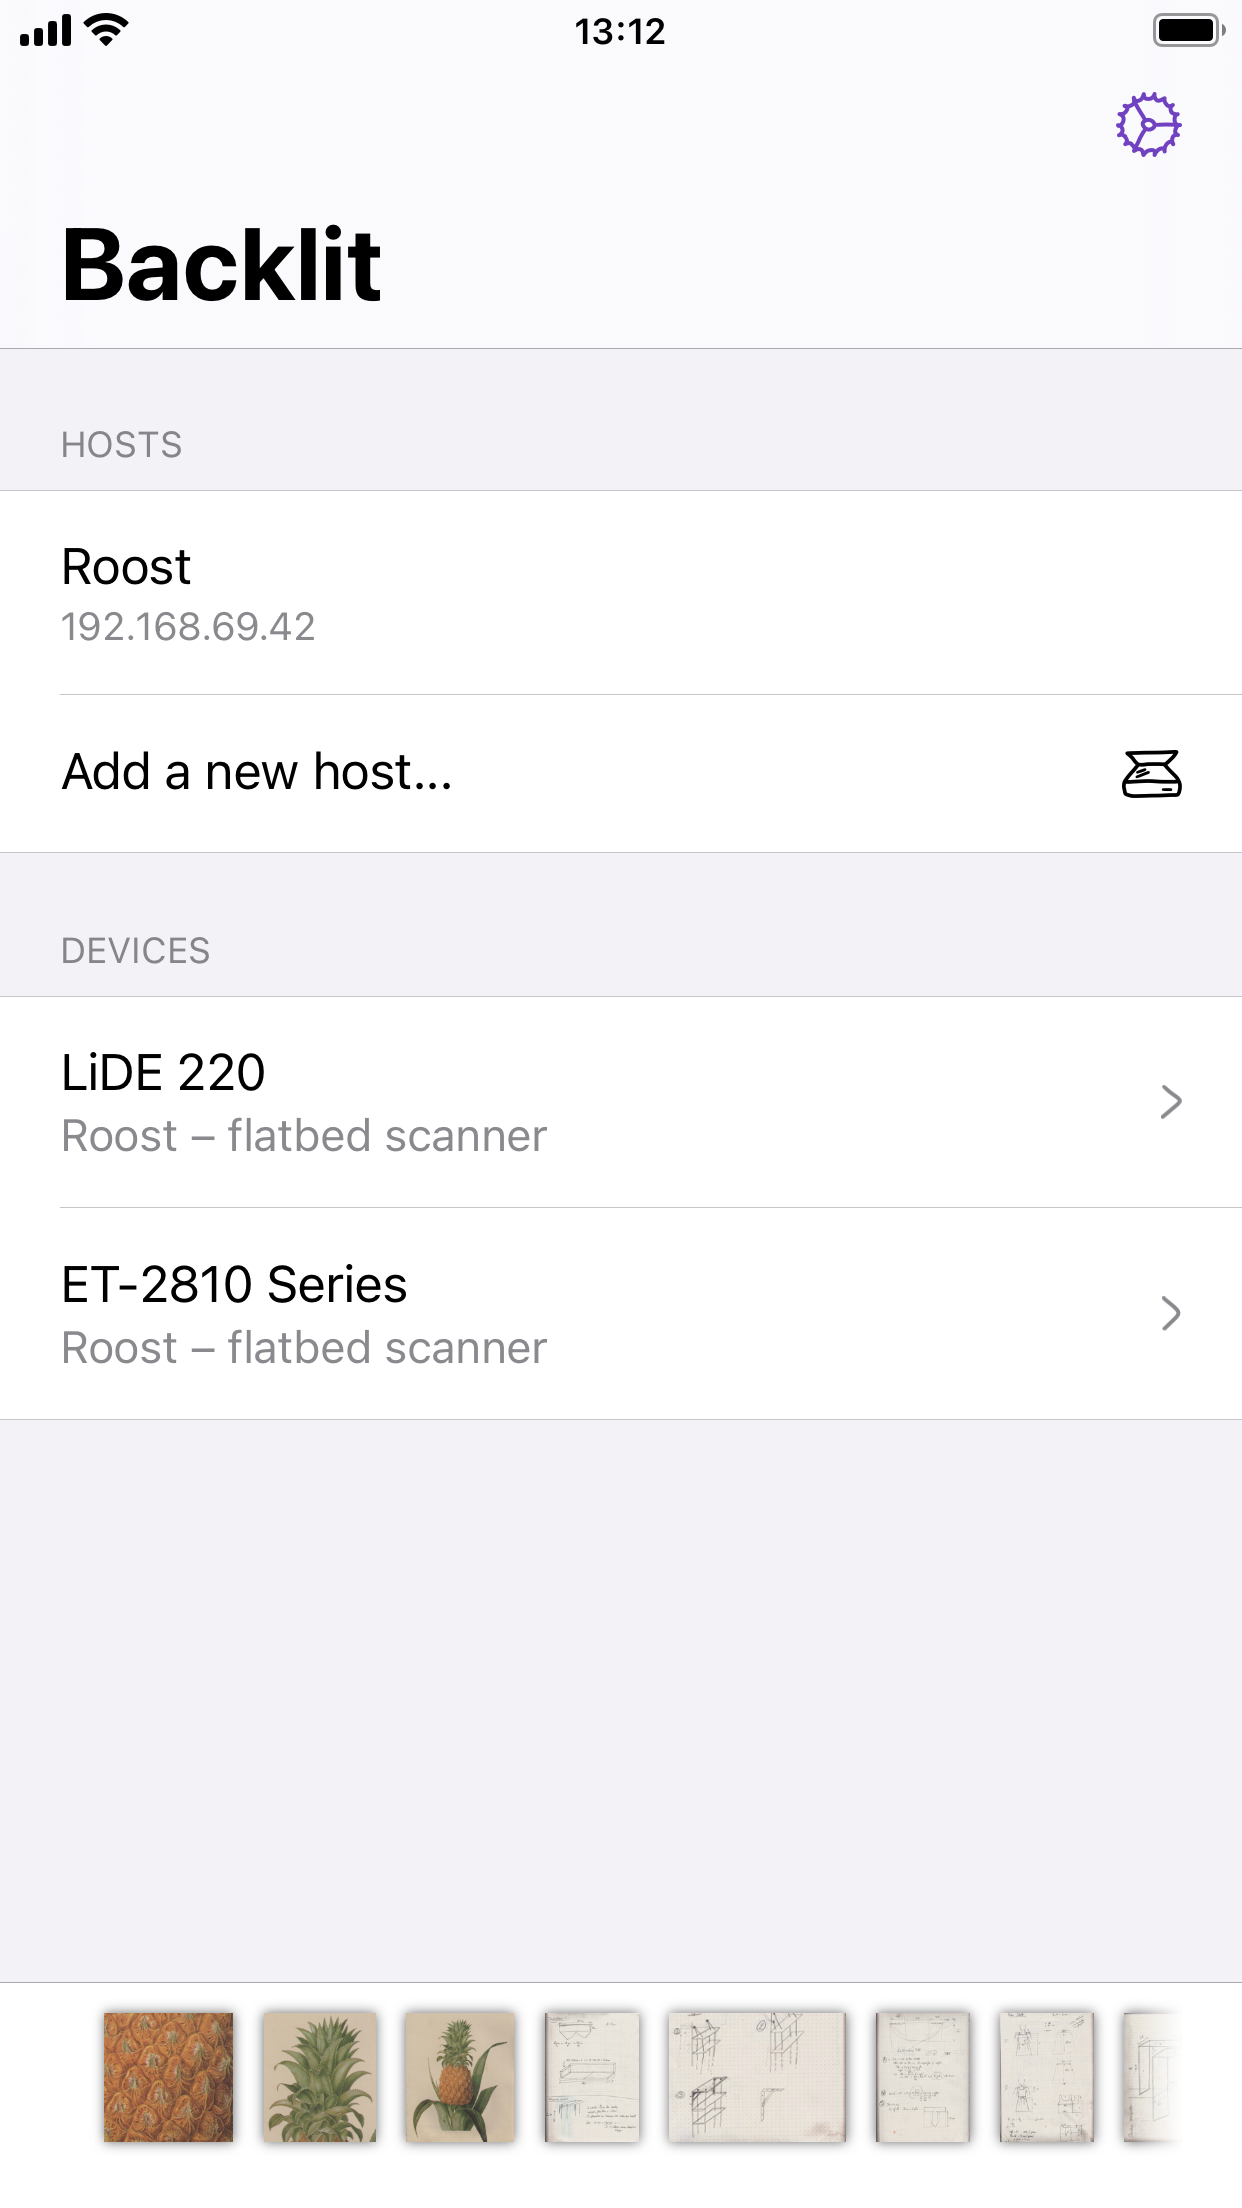 13:12
Backlit
HOSTS
Roost
192.168.69.42
Add a new host...
DEVICES
LiDE 220
Roost – flatbed scanner
ET-2810 Series
Roost – flatbed scanner